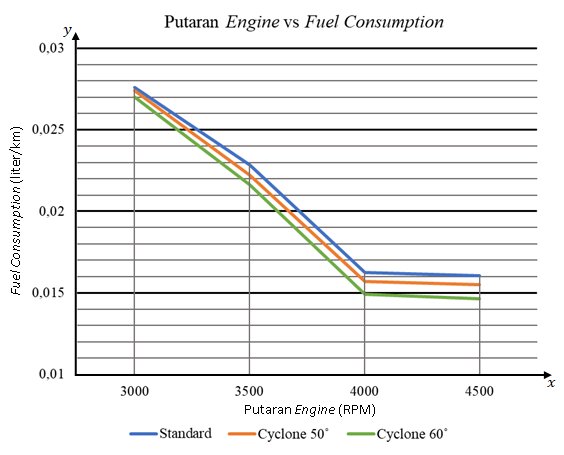 Putaran Engine vs Fuel Consumption
y
0,03
0,025
0,02
0,015
0,01
Fuel Consumption (liter/km)
3000 3500 4000 4500
x
Putaran Engine (RPM)
Standard Cyclone 50˚ Cyclone 60˚